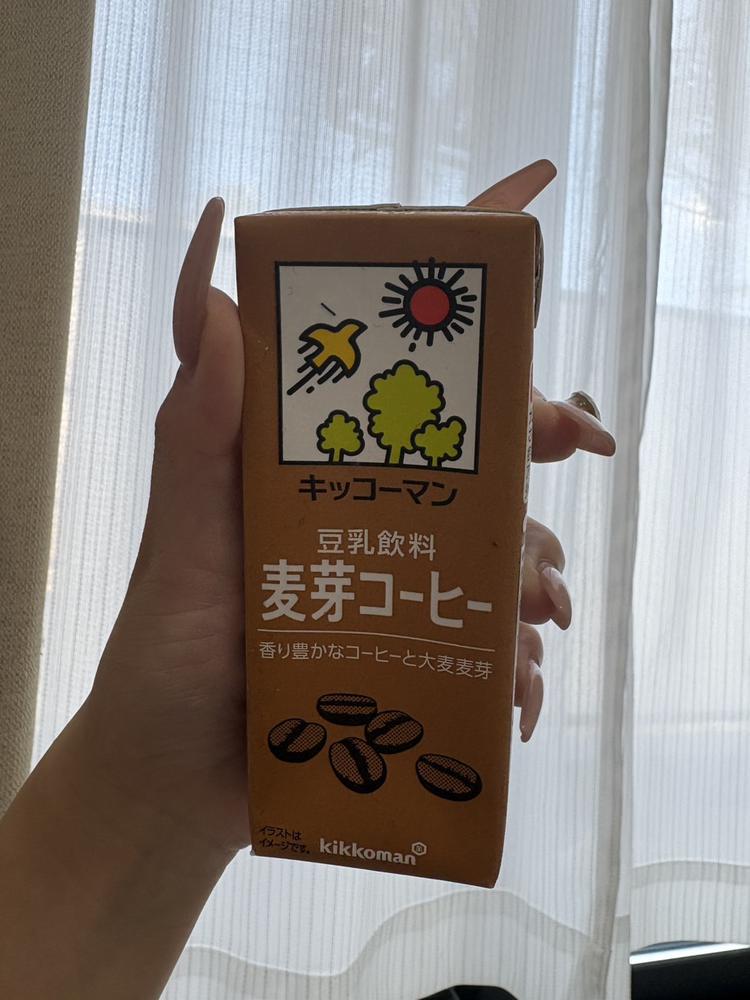 キッコーマン
豆乳飲料
麦芽コーヒー
香り豊かなコーヒーと大麦麦芽
イラストは
イメージです。
kikkoman